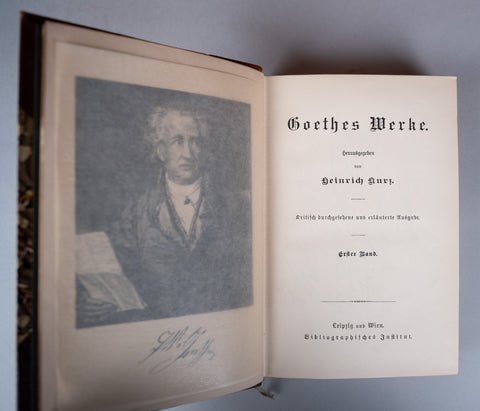 Goethes Werke.
Herausgegeben
von
Heinrich Kurz.
Kritisch durchgesehene und erläuterte Ausgabe.
Erster Band.
Leipzig und Wien.
Bibliographisches Institut.